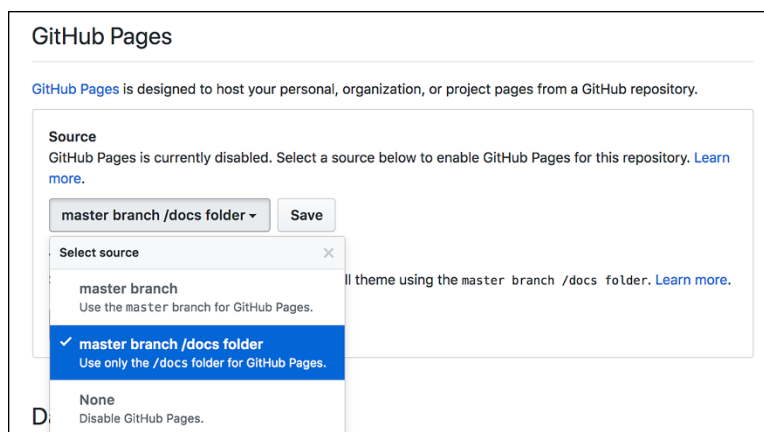 GitHub Pages
GitHub Pages is designed to host your personal, organization, or project pages from a GitHub repository.
Source
GitHub Pages is currently disabled. Select a source below to enable GitHub Pages for this repository. Learn
more.
master branch /docs folder Save
Select source
ll theme using the master branch /docs folder. Learn more.
master branch
Use the master branch for GitHub Pages.
master branch /docs folder
Use only the /docs folder for GitHub Pages.
None
Disable GitHub Pages.